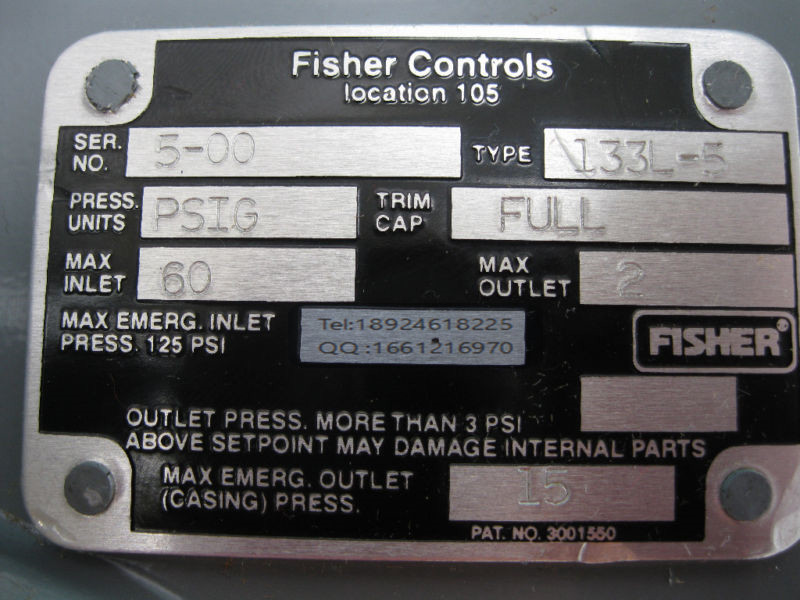 Fisher Controls
location 105
SER. NO. 5-00 TYPE 133L-5
PRESS. UNITS PSIG TRIM CAP FULL
MAX INLET 60 MAX OUTLET 2
MAX EMERG. INLET
PRESS. 125 PSI
Tel:18924618225
QQ:1661216970
FISHER®
OUTLET PRESS. MORE THAN 3 PSI
ABOVE SETPOINT MAY DAMAGE INTERNAL PARTS
MAX EMERG. OUTLET
(CASING) PRESS. 15
PAT. NO. 3001550